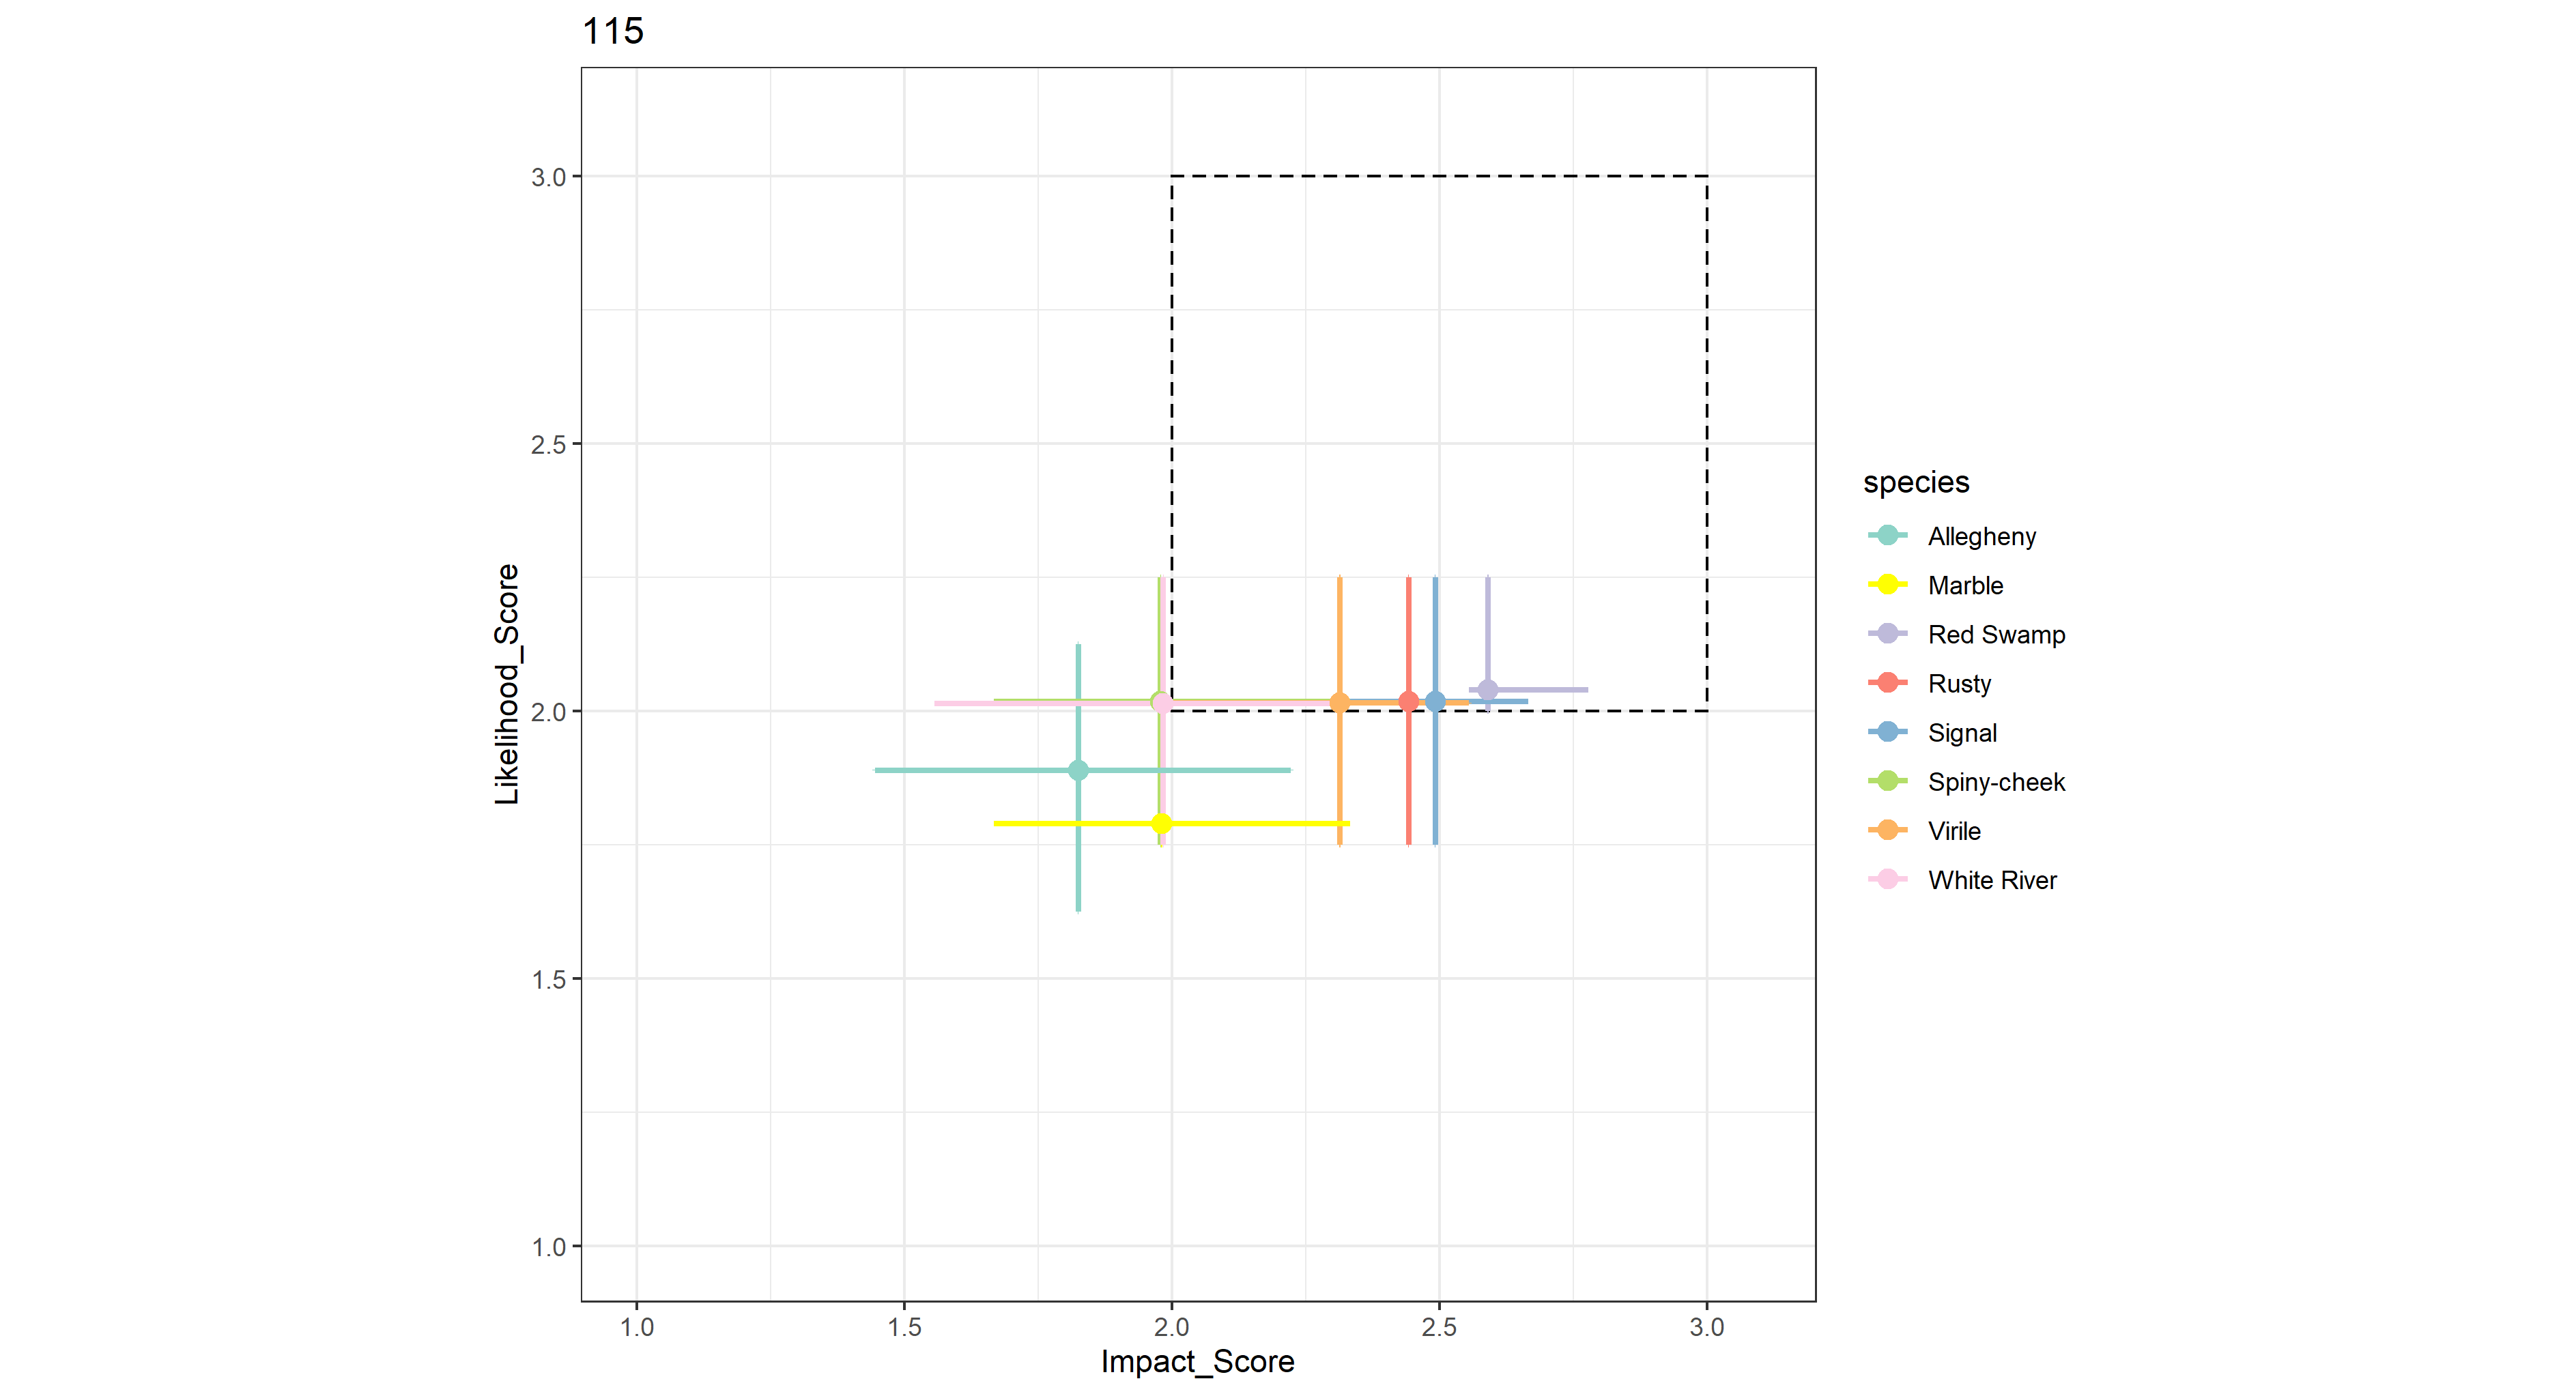 115
3.0
2.5
2.0
1.5
1.0
Likelihood_Score
1.0 1.5 2.0 2.5 3.0
Impact_Score
species
Allegheny
Marble
Red Swamp
Rusty
Signal
Spiny-cheek
Virile
White River